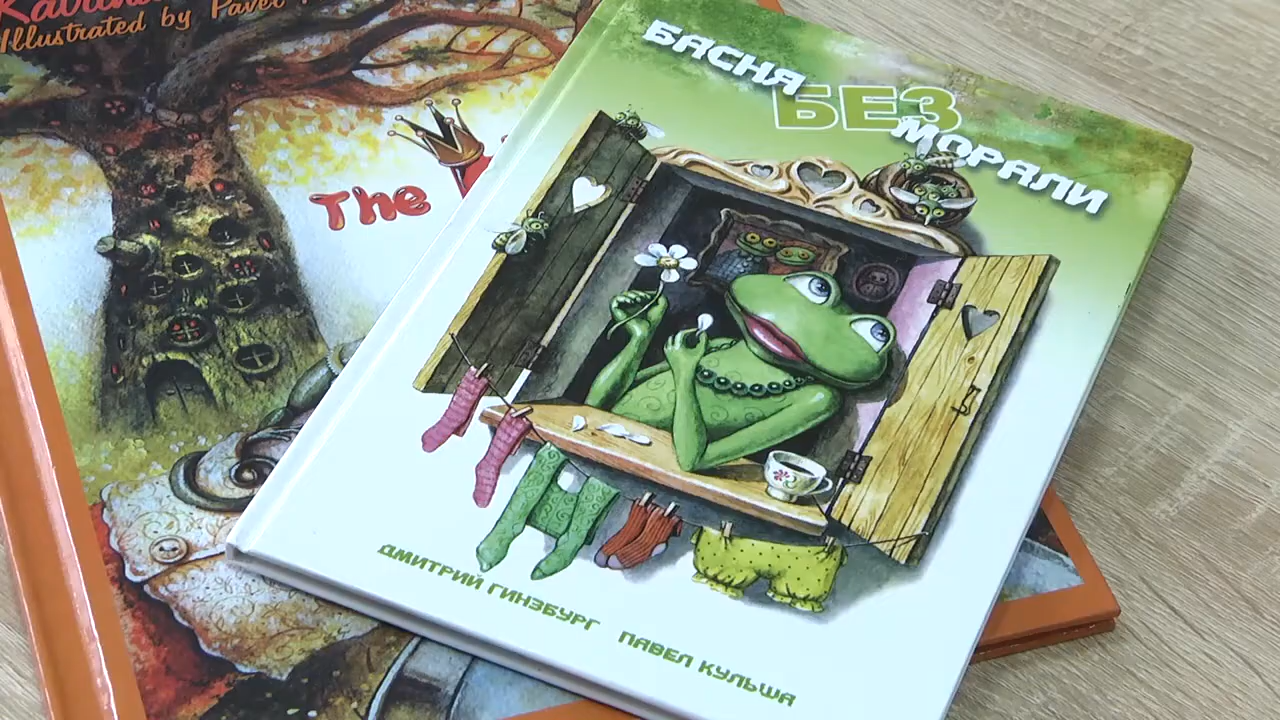 Illustrated by Pavel
The
БАСНЯ
БЕЗ
МОРАЛИ
ДМИТРИЙ ГИНЗБУРГ ПАВЕЛ КУЛЬША